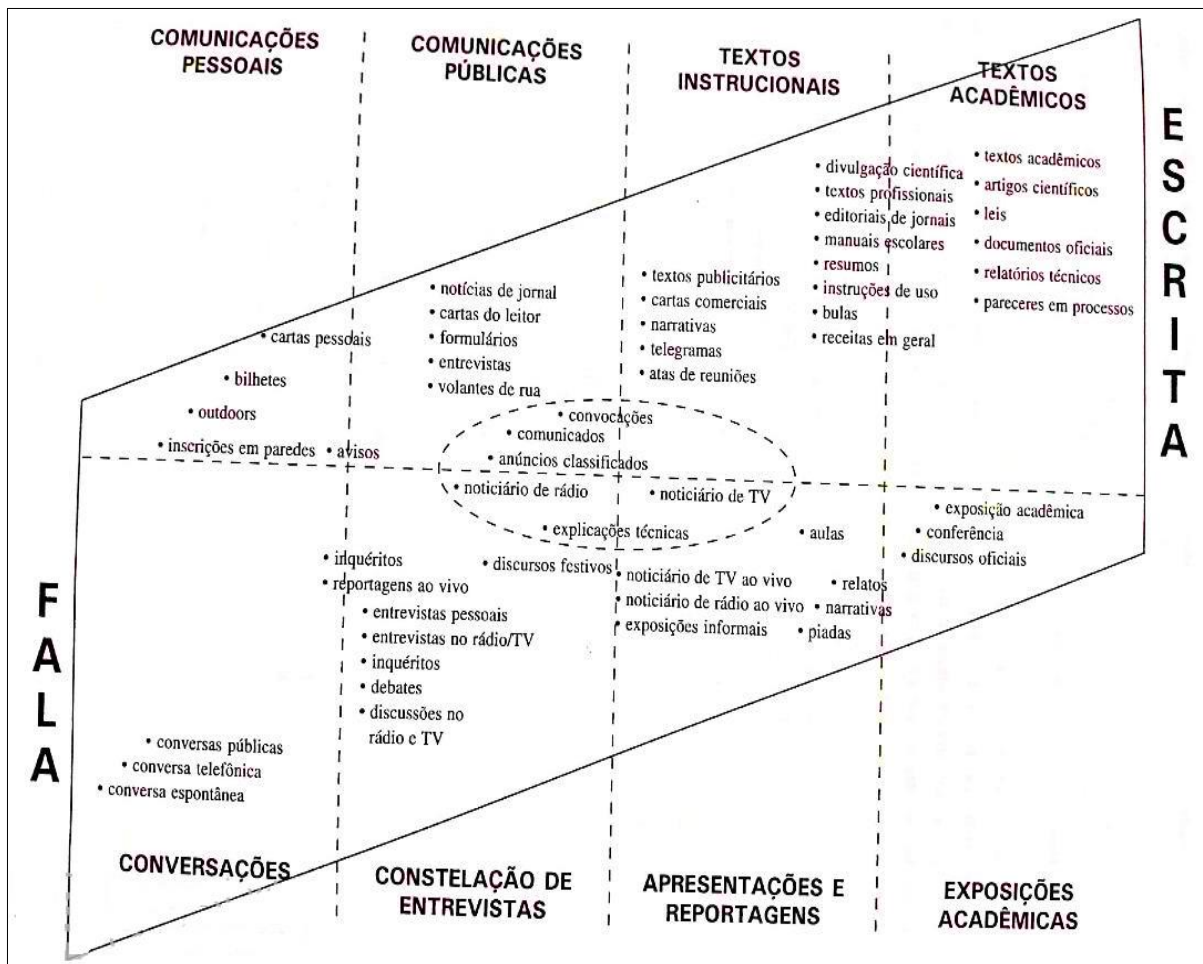 COMUNICAÇÕES
PESSOAIS
COMUNICAÇÕES
PÚBLICAS
TEXTOS
INSTRUCIONAIS
TEXTOS
ACADÊMICOS
ESCRITA
• cartas pessoais
• bilhetes
• outdoors
• inscrições em paredes
• avisos
• notícias de jornal
• cartas do leitor
• formulários
• entrevistas
• volantes de rua
• textos publicitários
• cartas comerciais
• narrativas
• telegramas
• atas de reuniões
• divulgação científica
• textos profissionais
• editoriais de jornais
• manuais escolares
• resumos
• instruções de uso
• bulas
• receitas em geral
• textos acadêmicos
• artigos científicos
• leis
• documentos oficiais
• relatórios técnicos
• pareceres em processos
• convocações
• comunicados
• anúncios classificados
• noticiário de rádio
• noticiário de TV
• explicações técnicas
FALA
• conversas públicas
• conversa telefônica
• conversa espontânea
• inquéritos
• reportagens ao vivo
• entrevistas pessoais
• entrevistas no rádio/TV
• inquéritos
• debates
• discussões no
rádio e TV
• discursos festivos
• noticiário de TV ao vivo
• noticiário de rádio ao vivo
• exposições informais
• aulas
• relatos
• narrativas
• piadas
• exposição acadêmica
• conferência
• discursos oficiais
CONVERSAÇÕES
CONSTELAÇÃO DE
ENTREVISTAS
APRESENTAÇÕES E
REPORTAGENS
EXPOSIÇÕES
ACADÊMICAS